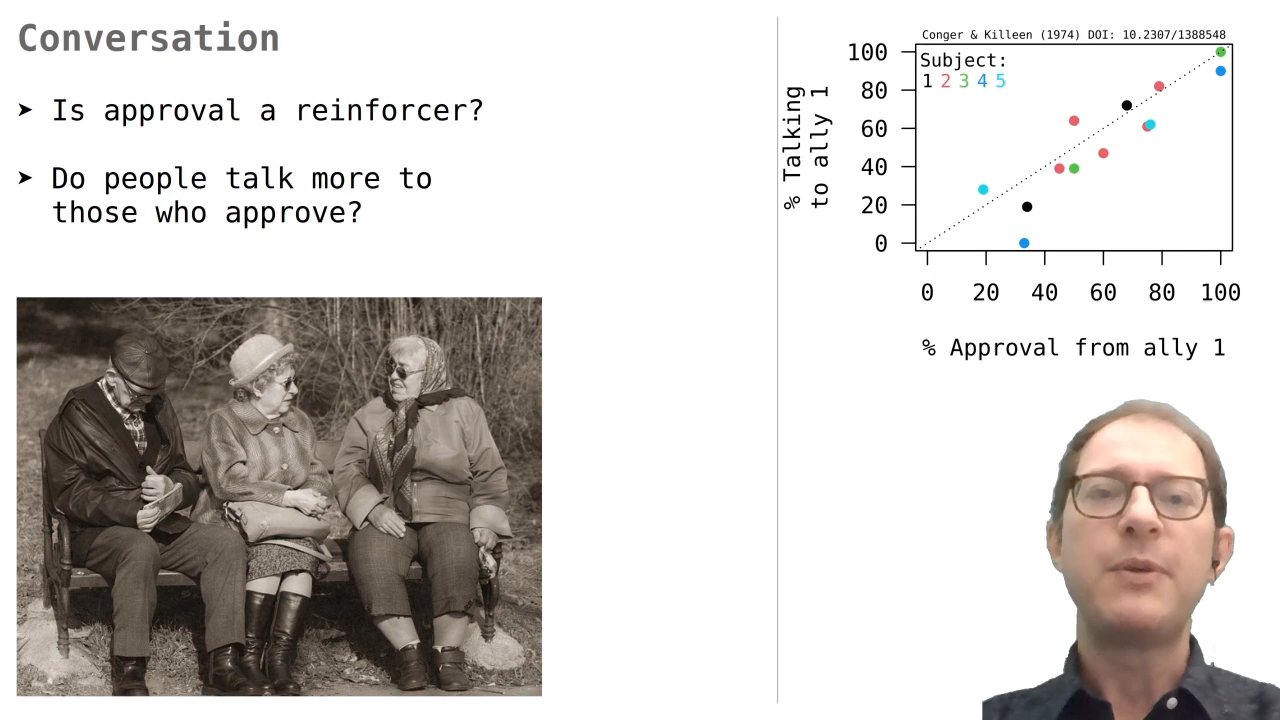 Conversation
➤ Is approval a reinforcer?
➤ Do people talk more to
those who approve?
Conger & Killeen (1974) DOI: 10.2307/1388548
Subject:
1 2 3 4 5
% Talking
to ally 1
100
80
60
40
20
0
0 20 40 60 80 100
% Approval from ally 1